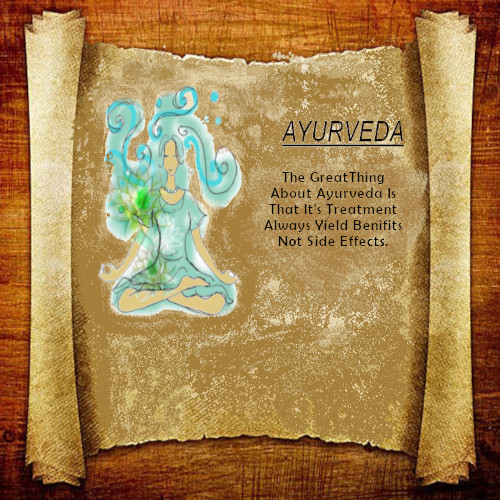 AYURVEDA
The GreatThing
About Ayurveda Is
That It's Treatment
Always Yield Benifits
Not Side Effects.